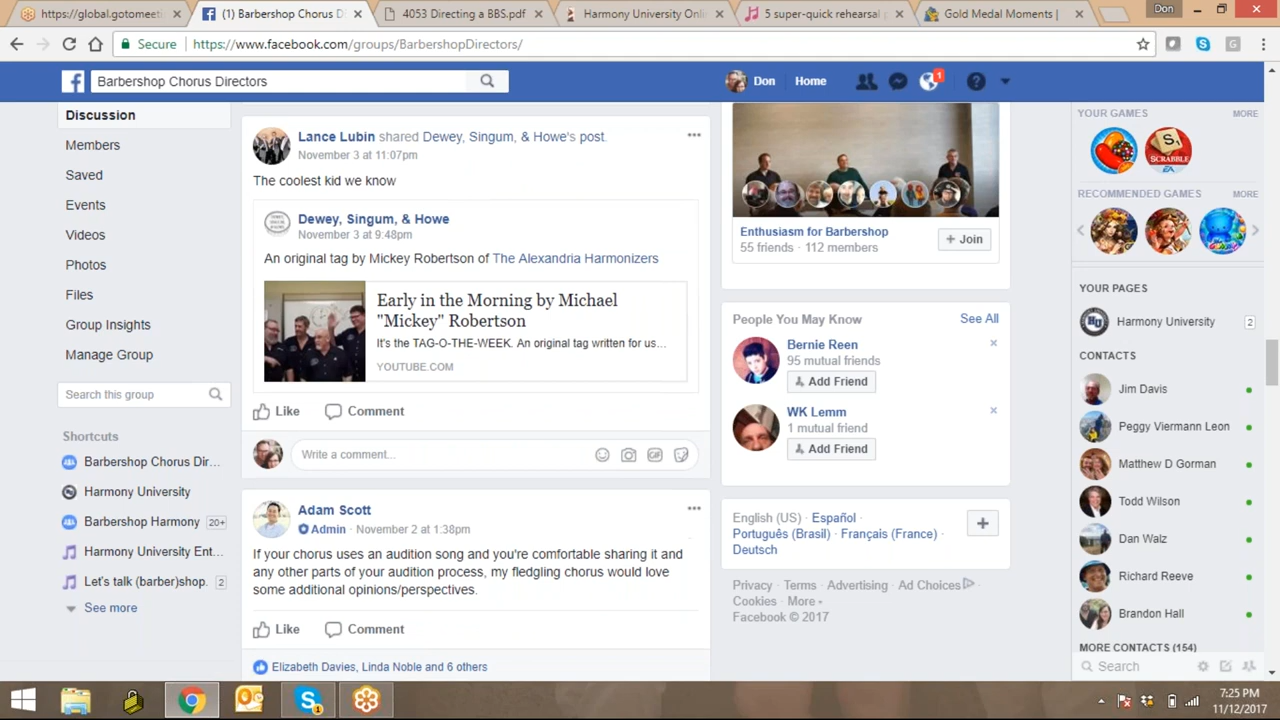 https://global.gotomeeti
(1) Barbershop Chorus D
4053 Directing a BBS.pdf
Harmony University Onli
5 super-quick rehearsal
Gold Medal Moments |
Don
Secure
https://www.facebook.com/groups/BarbershopDirectors/
Barbershop Chorus Directors
Don
Home
1
Discussion
Members
Saved
Events
Videos
Photos
Files
Group Insights
Manage Group
Search this group
Shortcuts
Barbershop Chorus Dir...
Harmony University
Barbershop Harmony 20+
Harmony University Ent...
Let's talk (barber)shop. 2
See more
Lance Lubin shared Dewey, Singum, & Howe's post.
November 3 at 11:07pm
The coolest kid we know
Dewey, Singum, & Howe
November 3 at 9:48pm
An original tag by Mickey Robertson of The Alexandria Harmonizers
Early in the Morning by Michael
"Mickey" Robertson
It's the TAG-O-THE-WEEK. An original tag written for us...
YOUTUBE.COM
Like Comment
Write a comment...
GIF
Adam Scott
Admin · November 2 at 1:38pm
If your chorus uses an audition song and you're comfortable sharing it and
any other parts of your audition process, my fledgling chorus would love
some additional opinions/perspectives.
Like Comment
Elizabeth Davies, Linda Noble and 6 others
Enthusiasm for Barbershop
55 friends · 112 members
+ Join
People You May Know
See All
Bernie Reen
95 mutual friends
Add Friend
WK Lemm
1 mutual friend
Add Friend
English (US) · Español ·
Português (Brasil) · Français (France) ·
Deutsch
Privacy · Terms · Advertising · Ad Choices ·
Cookies · More
Facebook © 2017
YOUR GAMES
MORE
SCRABBLE
EA
RECOMMENDED GAMES
MORE
YOUR PAGES
Harmony University 2
CONTACTS
Jim Davis
Peggy Viermann Leon
Matthew D Gorman
Todd Wilson
Dan Walz
Richard Reeve
Brandon Hall
MORE CONTACTS (154)
Search
7:25 PM
11/12/2017